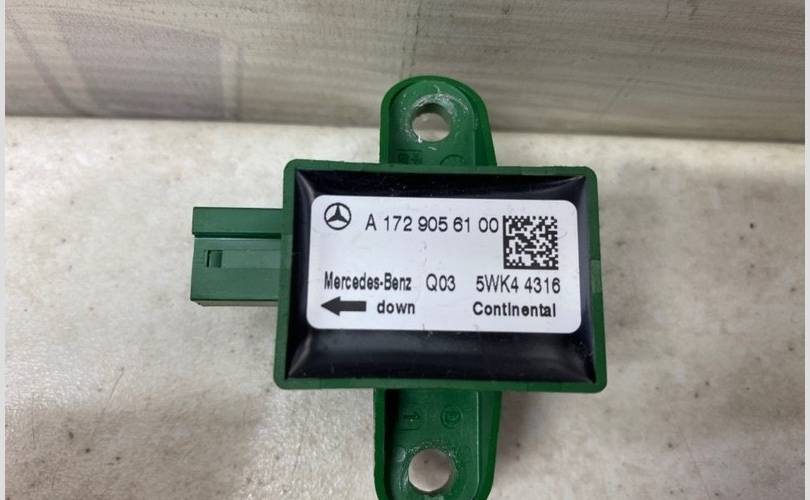 A 172 905 61 00
Mercedes-Benz Q03 5WK4 4316
down Continental